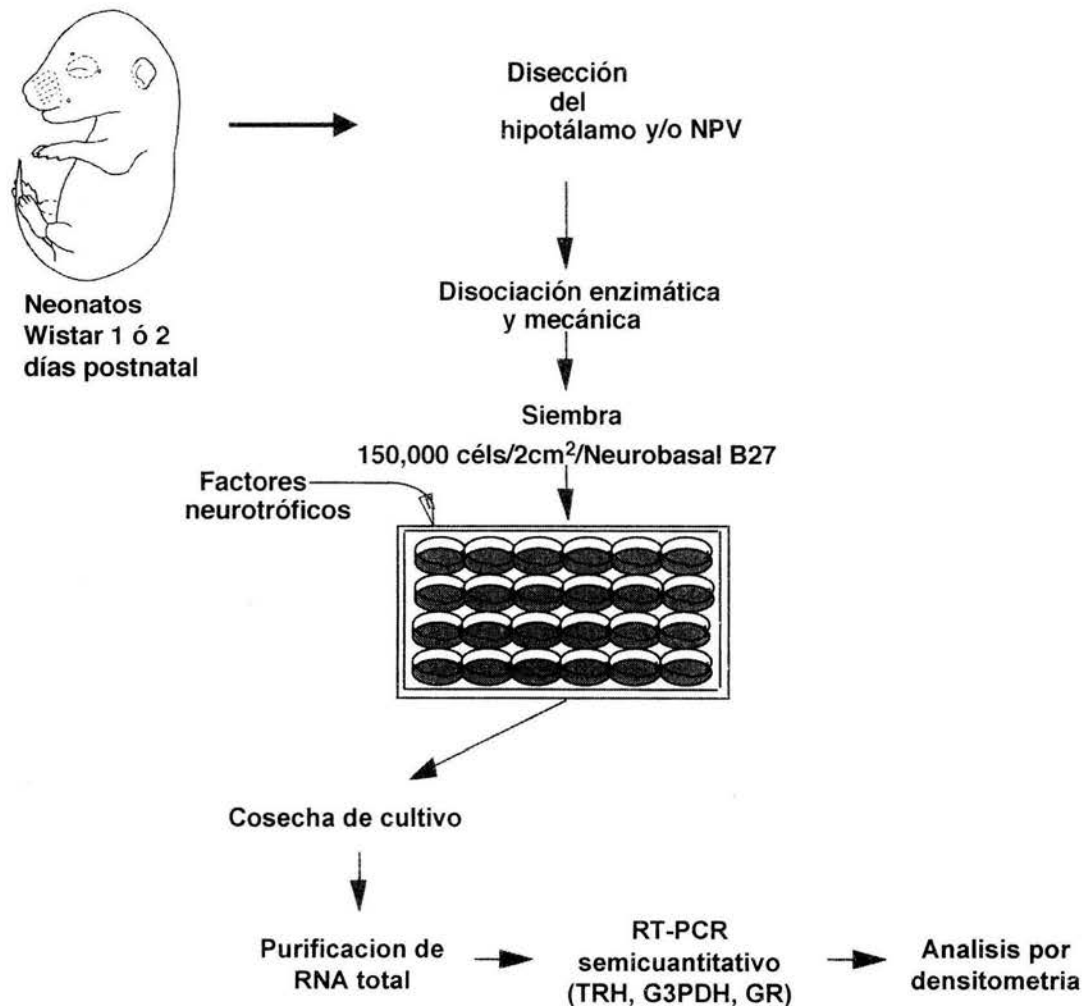 Disección
del
hipotálamo y/o NPV
Neonatos
Wistar 1 ó 2
días postnatal
Disociación enzimática
y mecánica
Siembra
150,000 céls/2cm²/Neurobasal B27
Factores
neurotróficos
Cosecha de cultivo
Purificacion de
RNA total
RT-PCR
semicuantitativo
(TRH, G3PDH, GR)
Analisis por
densitometria